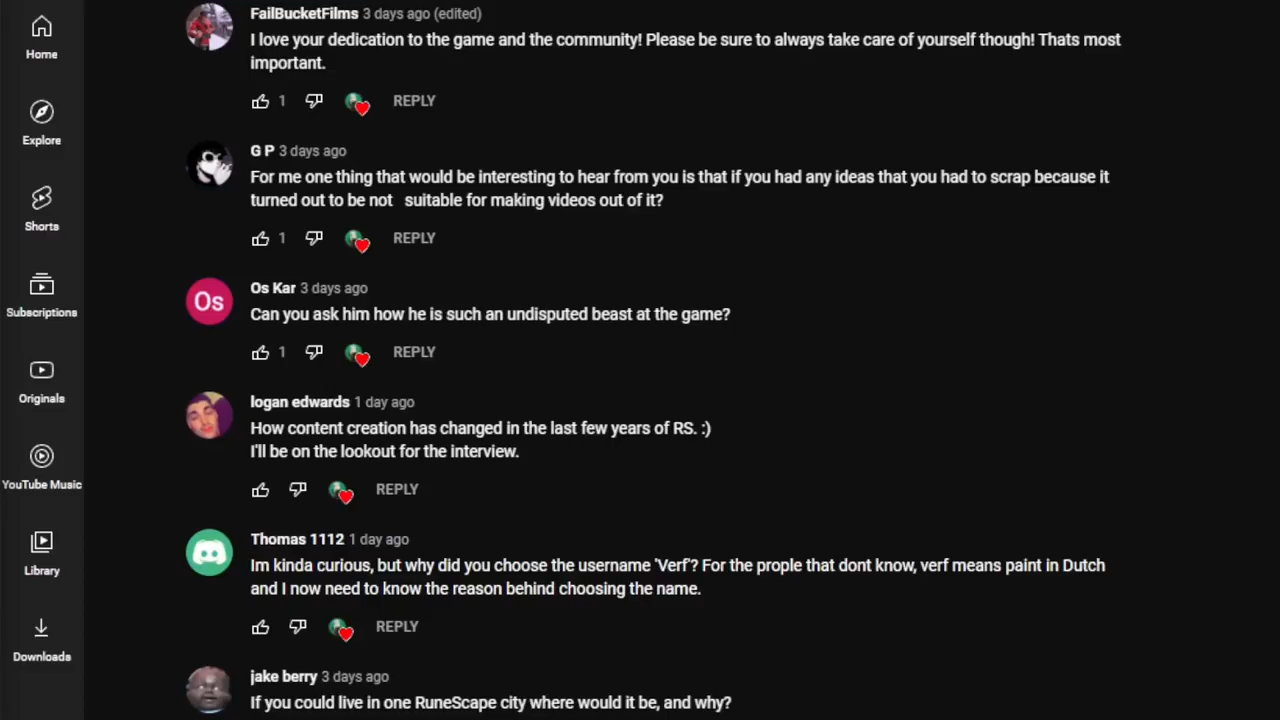 Home
Explore
Shorts
Subscriptions
Originals
YouTube Music
Library
Downloads
FailBucketFilms 3 days ago (edited)
I love your dedication to the game and the community! Please be sure to always take care of yourself though! Thats most
important.
1 REPLY
G P 3 days ago
For me one thing that would be interesting to hear from you is that if you had any ideas that you had to scrap because it
turned out to be not suitable for making videos out of it?
1 REPLY
Os
Os Kar 3 days ago
Can you ask him how he is such an undisputed beast at the game?
1 REPLY
logan edwards 1 day ago
How content creation has changed in the last few years of RS. :)
I'll be on the lookout for the interview.
REPLY
Thomas 1112 1 day ago
Im kinda curious, but why did you choose the username 'Verf'? For the prople that dont know, verf means paint in Dutch
and I now need to know the reason behind choosing the name.
REPLY
jake berry 3 days ago
If you could live in one RuneScape city where would it be, and why?